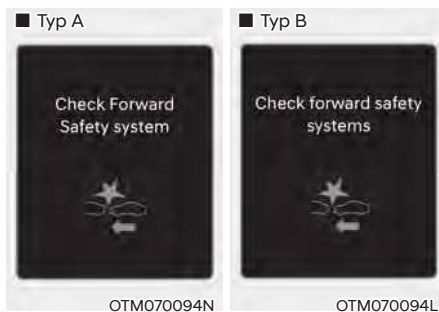 ■ Typ A
Check Forward
Safety system
OTM070094N
■ Typ B
Check forward safety
systems
OTM070094L